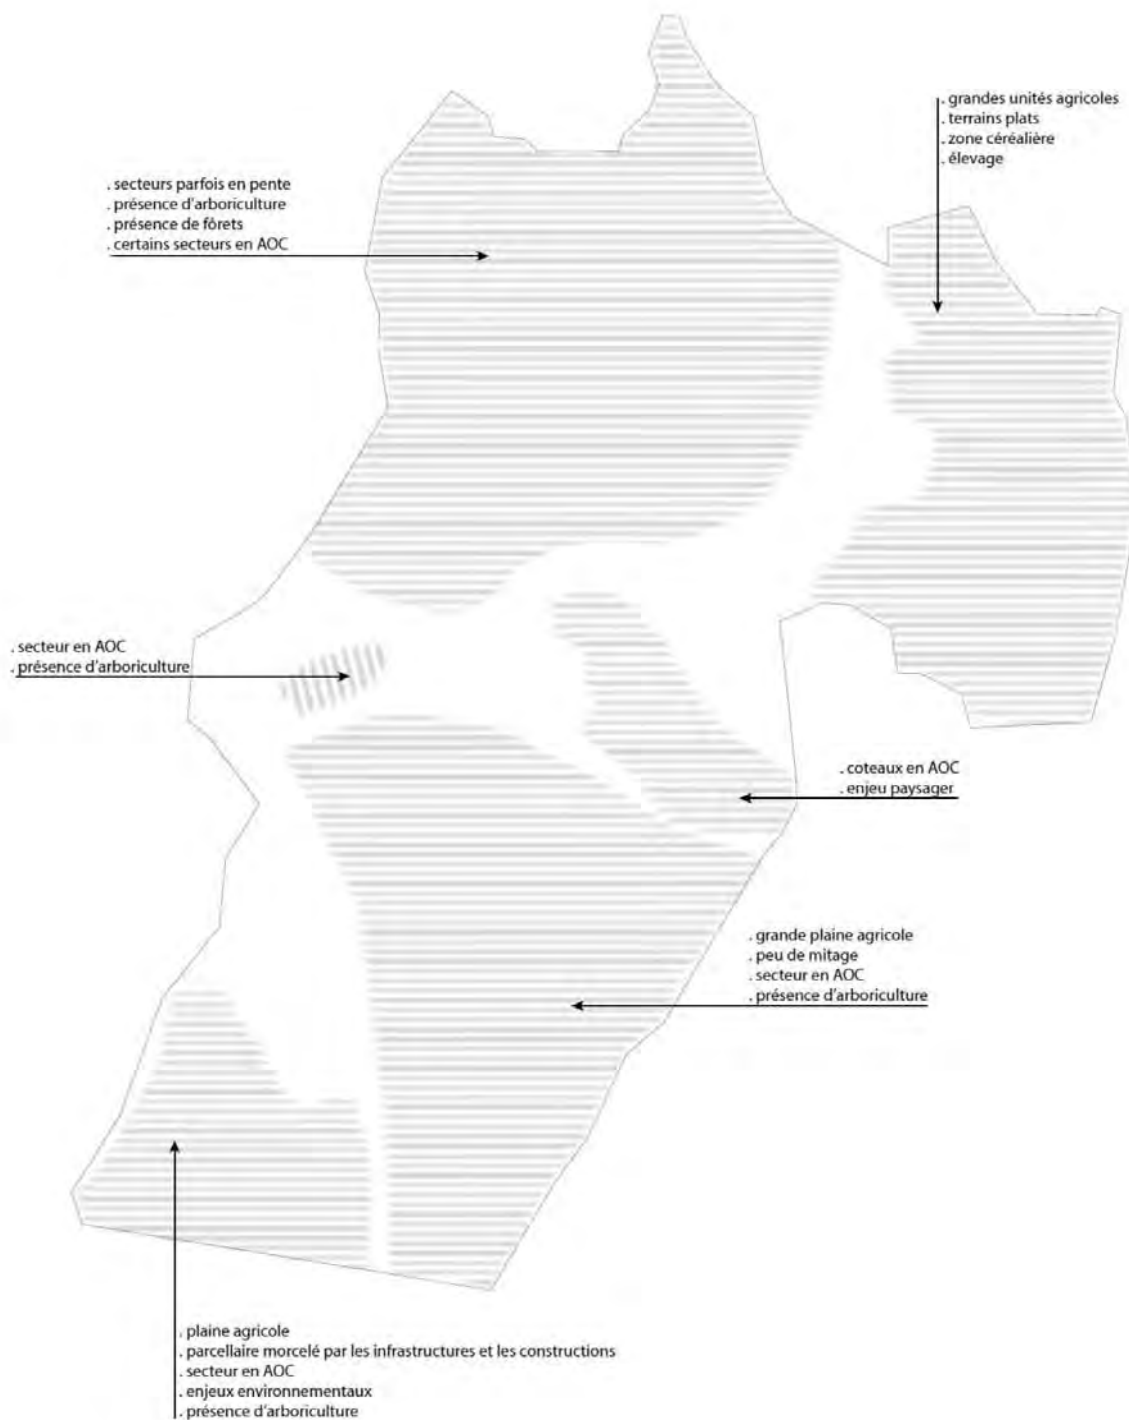 . grandes unités agricoles
. terrains plats
. zone céréalière
. élevage
. secteurs parfois en pente
. présence d'arboriculture
. présence de fôrets
. certains secteurs en AOC
. secteur en AOC
. présence d'arboriculture
. coteaux en AOC
. enjeu paysager
. grande plaine agricole
. peu de mitage
. secteur en AOC
. présence d'arboriculture
. plaine agricole
. parcellaire morcelé par les infrastructures et les constructions
. secteur en AOC
. enjeux environnementaux
. présence d'arboriculture